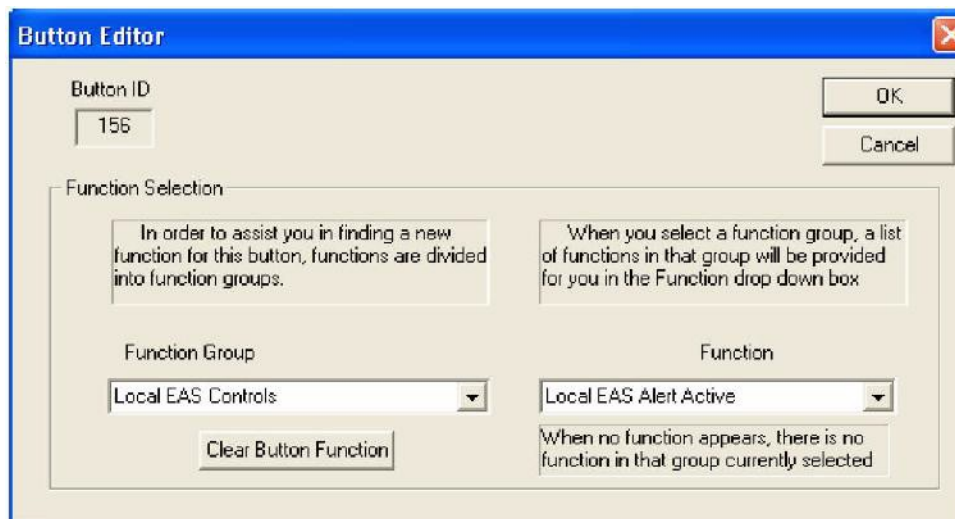 Button Editor
Button ID
156
OK
Cancel
Function Selection
In order to assist you in finding a new
function for this button, functions are divided
into function groups.
When you select a function group, a list
of functions in that group will be provided
for you in the Function drop down box
Function Group
Function
Local EAS Controls
Local EAS Alert Active
Clear Button Function
When no function appears, there is no
function in that group currently selected